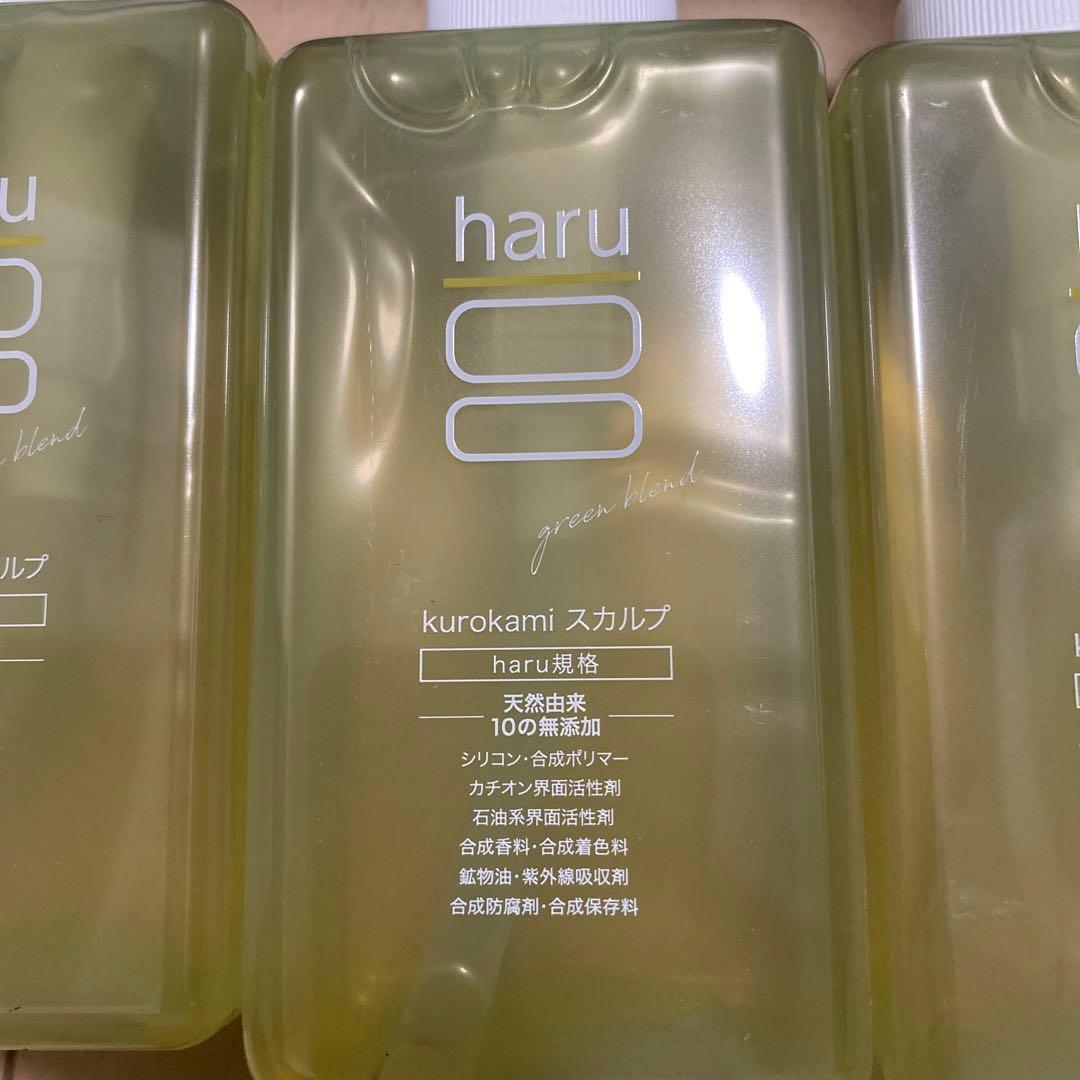 haru
green blend
kurokami スカルプ
haru規格
天然由来
10の無添加
シリコン・合成ポリマー
カチオン界面活性剤
石油系界面活性剤
合成香料・合成着色料
鉱物油・紫外線吸収剤
合成防腐剤・合成保存料
u
blend
ルプ